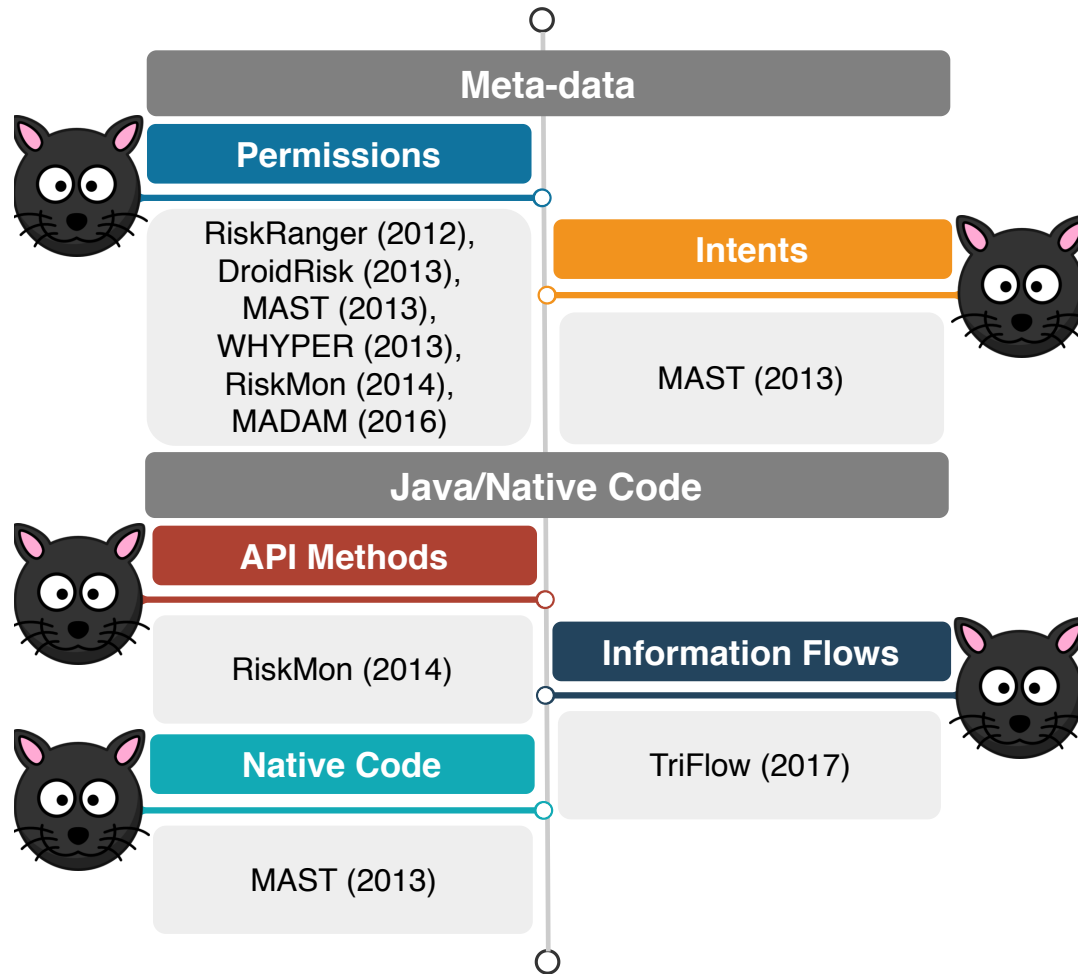 Meta-data
Permissions
RiskRanger (2012),
DroidRisk (2013),
MAST (2013),
WHYPER (2013),
RiskMon (2014),
MADAM (2016)
Intents
MAST (2013)
Java/Native Code
API Methods
RiskMon (2014)
Information Flows
TriFlow (2017)
Native Code
MAST (2013)